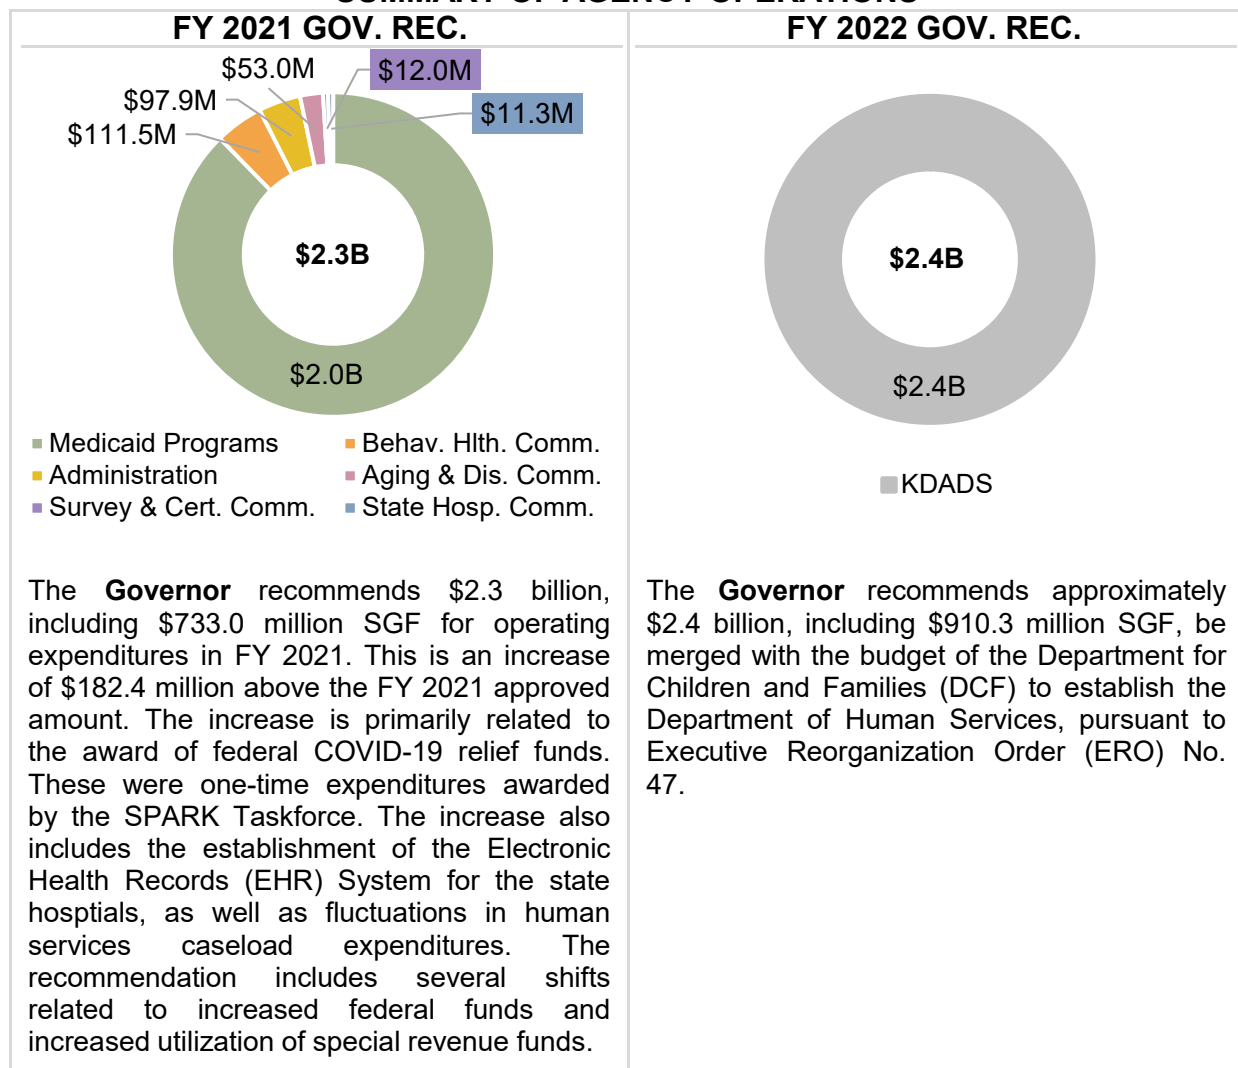 SUMMARY OF AGENCY OPERATIONS
FY 2021 GOV. REC.
$53.0M
$12.0M
$97.9M
$11.3M
$111.5M
$2.3B
$2.0B
Medicaid Programs
Behav. Hlth. Comm.
Administration
Aging & Dis. Comm.
Survey & Cert. Comm.
State Hosp. Comm.
The Governor recommends $2.3 billion,
including $733.0 million SGF for operating
expenditures in FY 2021. This is an increase
of $182.4 million above the FY 2021 approved
amount. The increase is primarily related to
the award of federal COVID-19 relief funds.
These were one-time expenditures awarded
by the SPARK Taskforce. The increase also
includes the establishment of the Electronic
Health Records (EHR) System for the state
hosptials, as well as fluctuations in human
services caseload expenditures. The
recommendation includes several shifts
related to increased federal funds and
increased utilization of special revenue funds.
FY 2022 GOV. REC.
$2.4B
$2.4B
KDADS
The Governor recommends approximately
$2.4 billion, including $910.3 million SGF, be
merged with the budget of the Department for
Children and Families (DCF) to establish the
Department of Human Services, pursuant to
Executive Reorganization Order (ERO) No.
47.